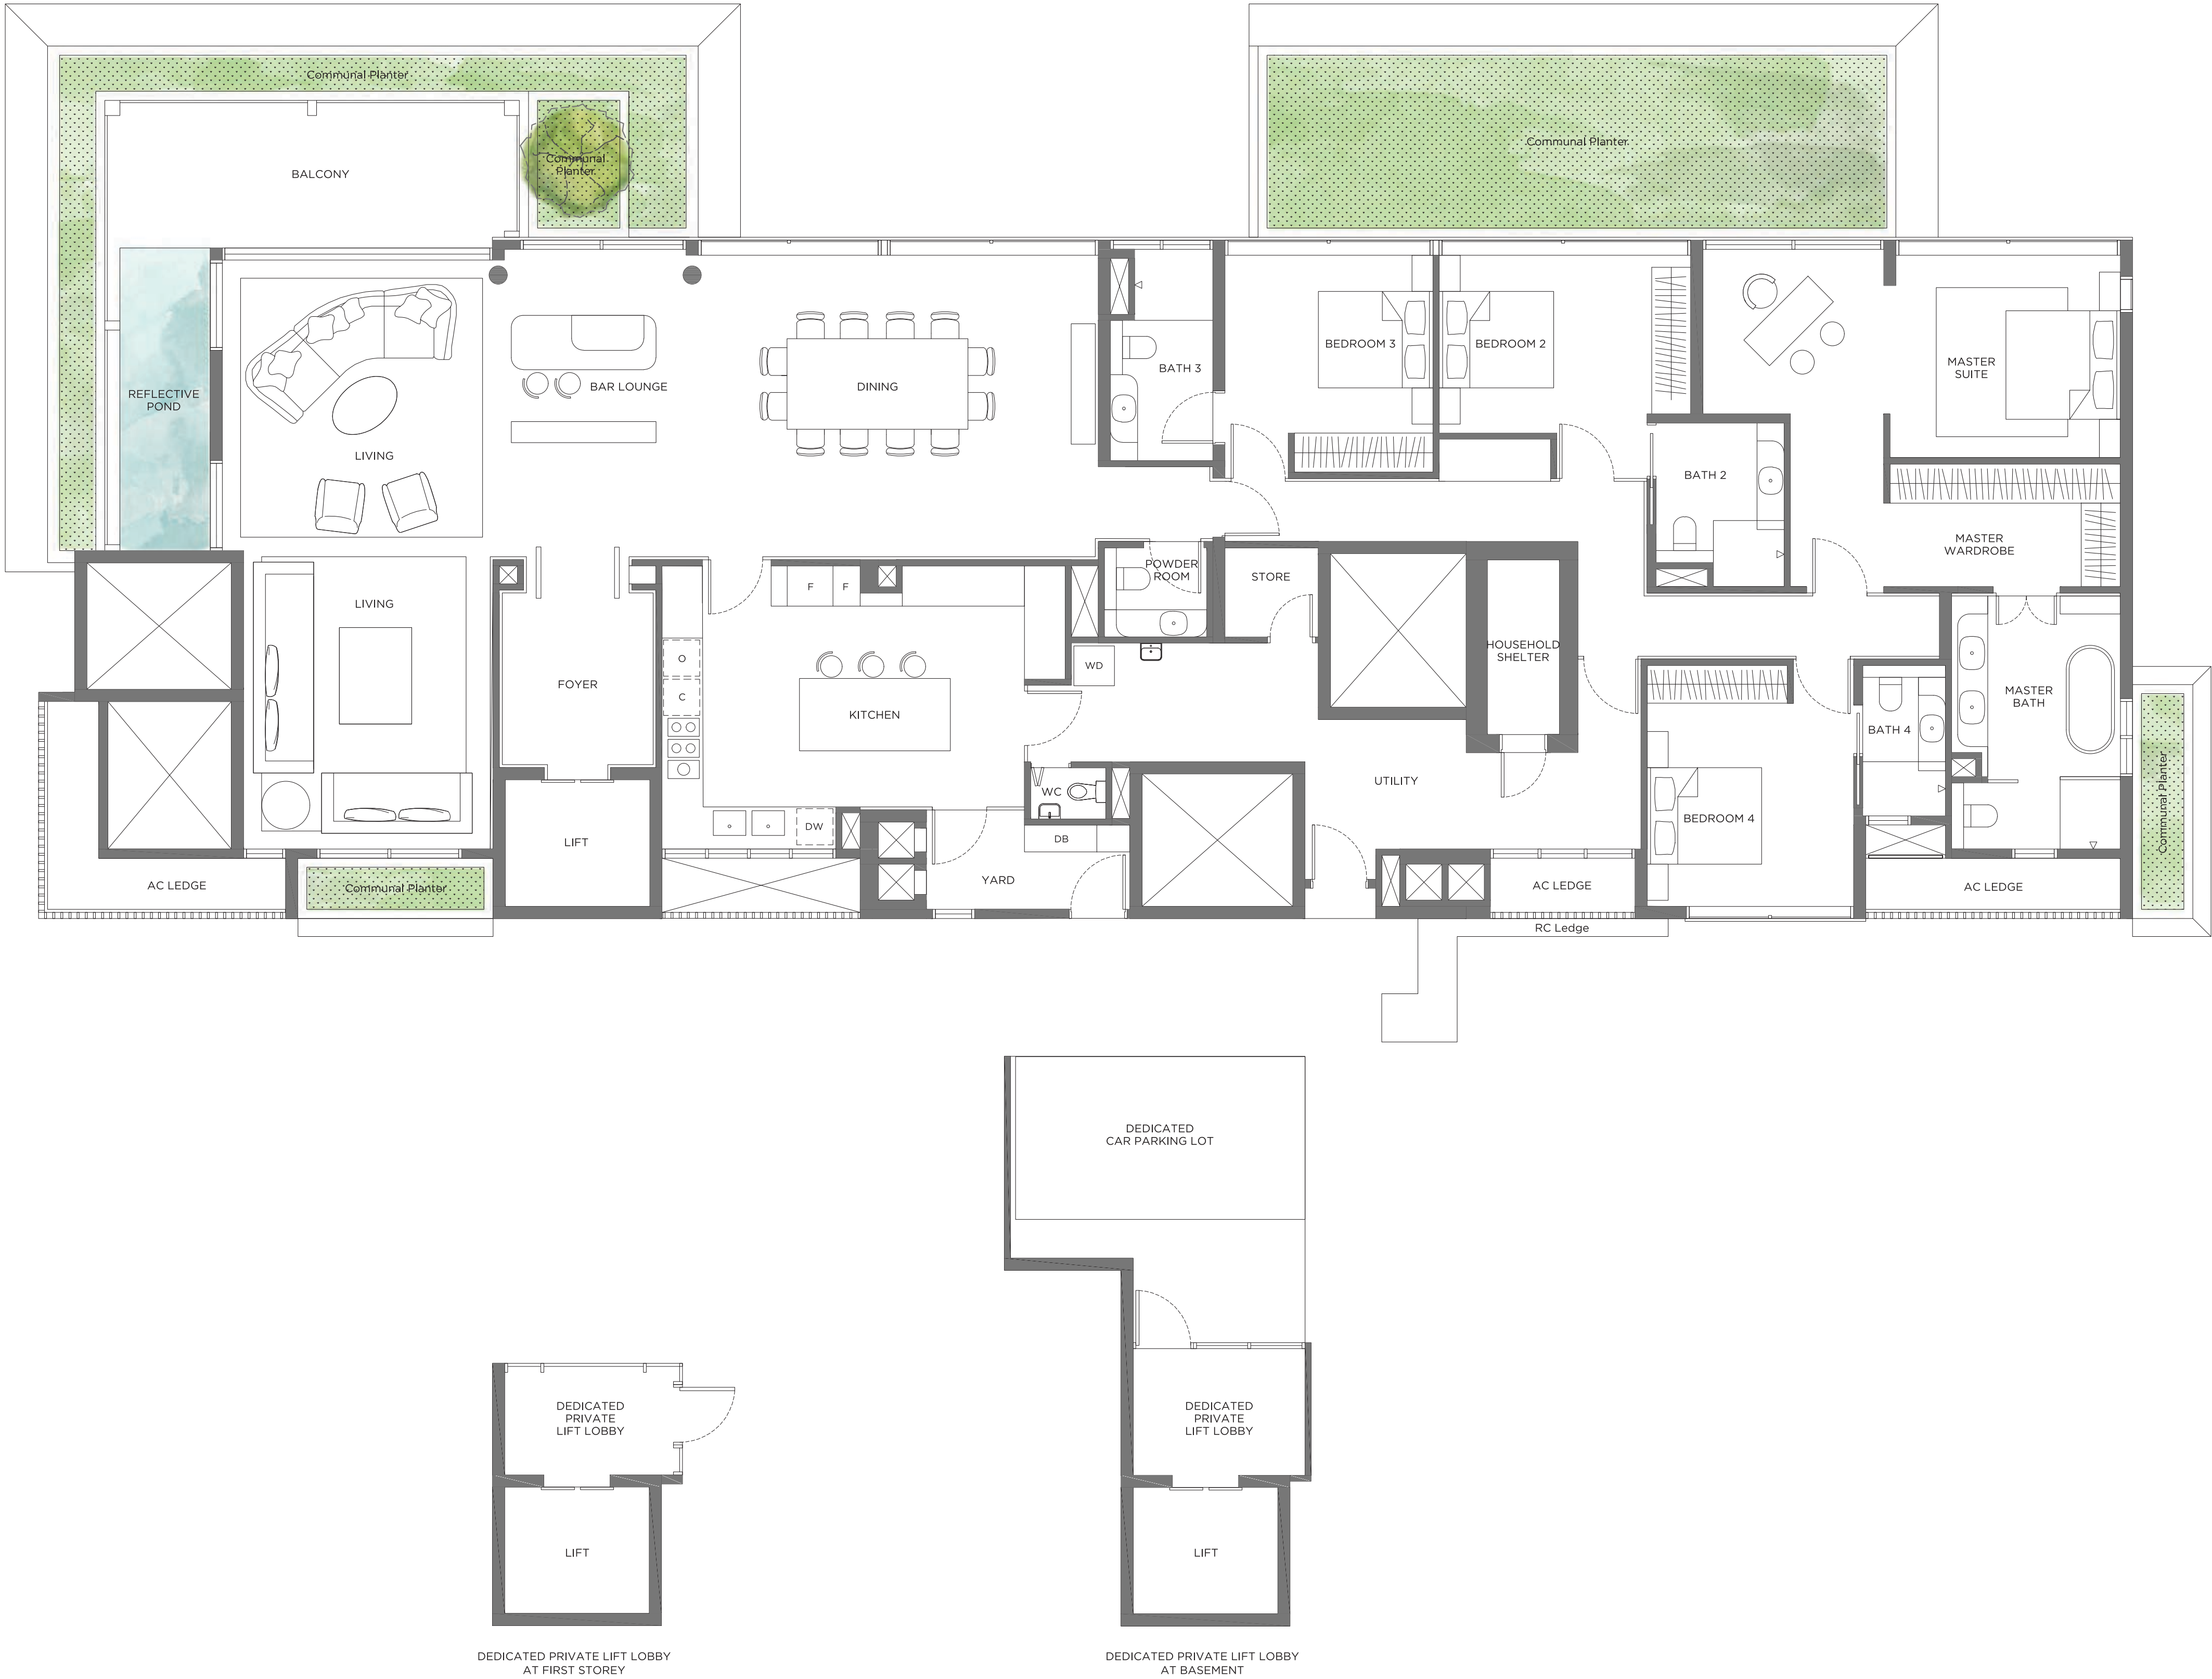 Communal Planter
Communal
Planter
Communal Planter
BALCONY
REFLECTIVE
POND
LIVING
BAR LOUNGE
DINING
BATH 3
BEDROOM 3
BEDROOM 2
MASTER
SUITE
BATH 2
MASTER
WARDROBE
LIVING
FOYER
F
F
O
C
KITCHEN
POWDER
ROOM
STORE
WD
HOUSEHOLD
SHELTER
BATH 4
MASTER
BATH
Communal Planter
WC
UTILITY
BEDROOM 4
LIFT
DW
DB
YARD
AC LEDGE
Communal Planter
AC LEDGE
AC LEDGE
RC Ledge
DEDICATED
CAR PARKING LOT
DEDICATED
PRIVATE
LIFT LOBBY
DEDICATED
PRIVATE
LIFT LOBBY
LIFT
LIFT
DEDICATED PRIVATE LIFT LOBBY
AT FIRST STOREY
DEDICATED PRIVATE LIFT LOBBY
AT BASEMENT